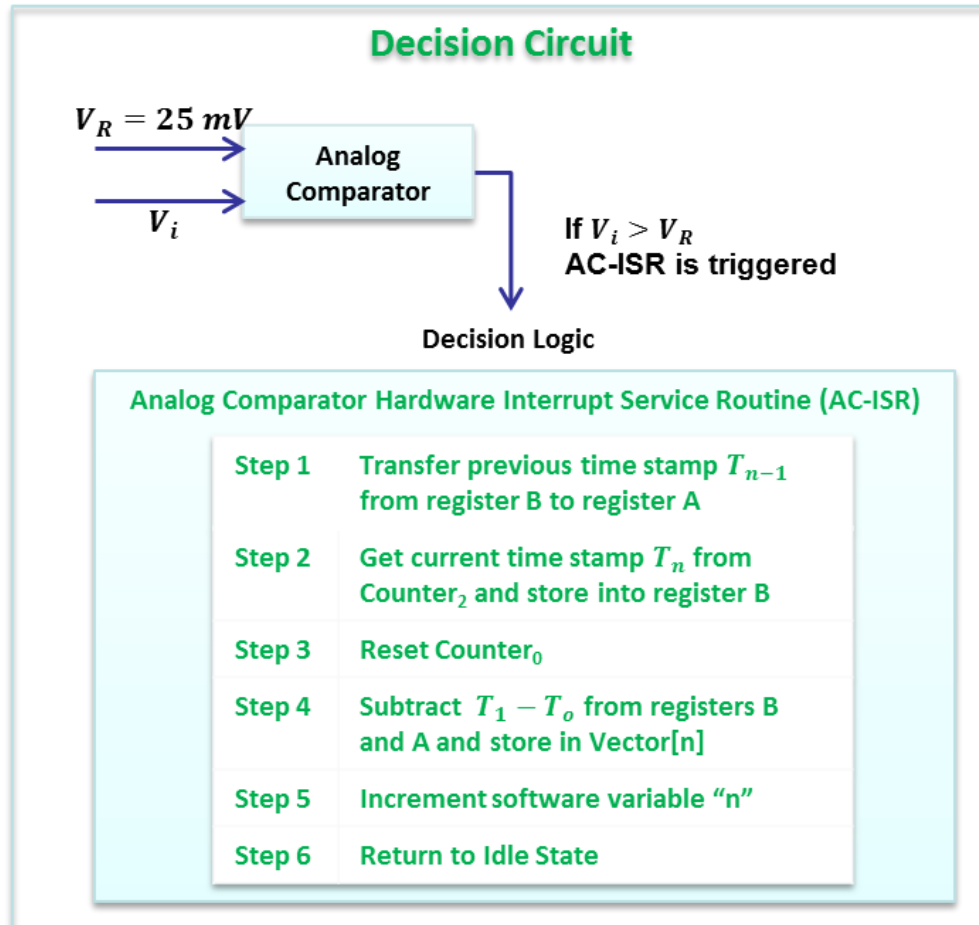 Decision Circuit
V_R = 25 mV
Analog
Comparator
V_i
If V_i > V_R
AC-ISR is triggered
Decision Logic
Analog Comparator Hardware Interrupt Service Routine (AC-ISR)
Step 1 Transfer previous time stamp T_{n-1}
from register B to register A
Step 2 Get current time stamp T_n from
Counter₂ and store into register B
Step 3 Reset Counter₀
Step 4 Subtract T_1 − T_o from registers B
and A and store in Vector[n]
Step 5 Increment software variable “n”
Step 6 Return to Idle State